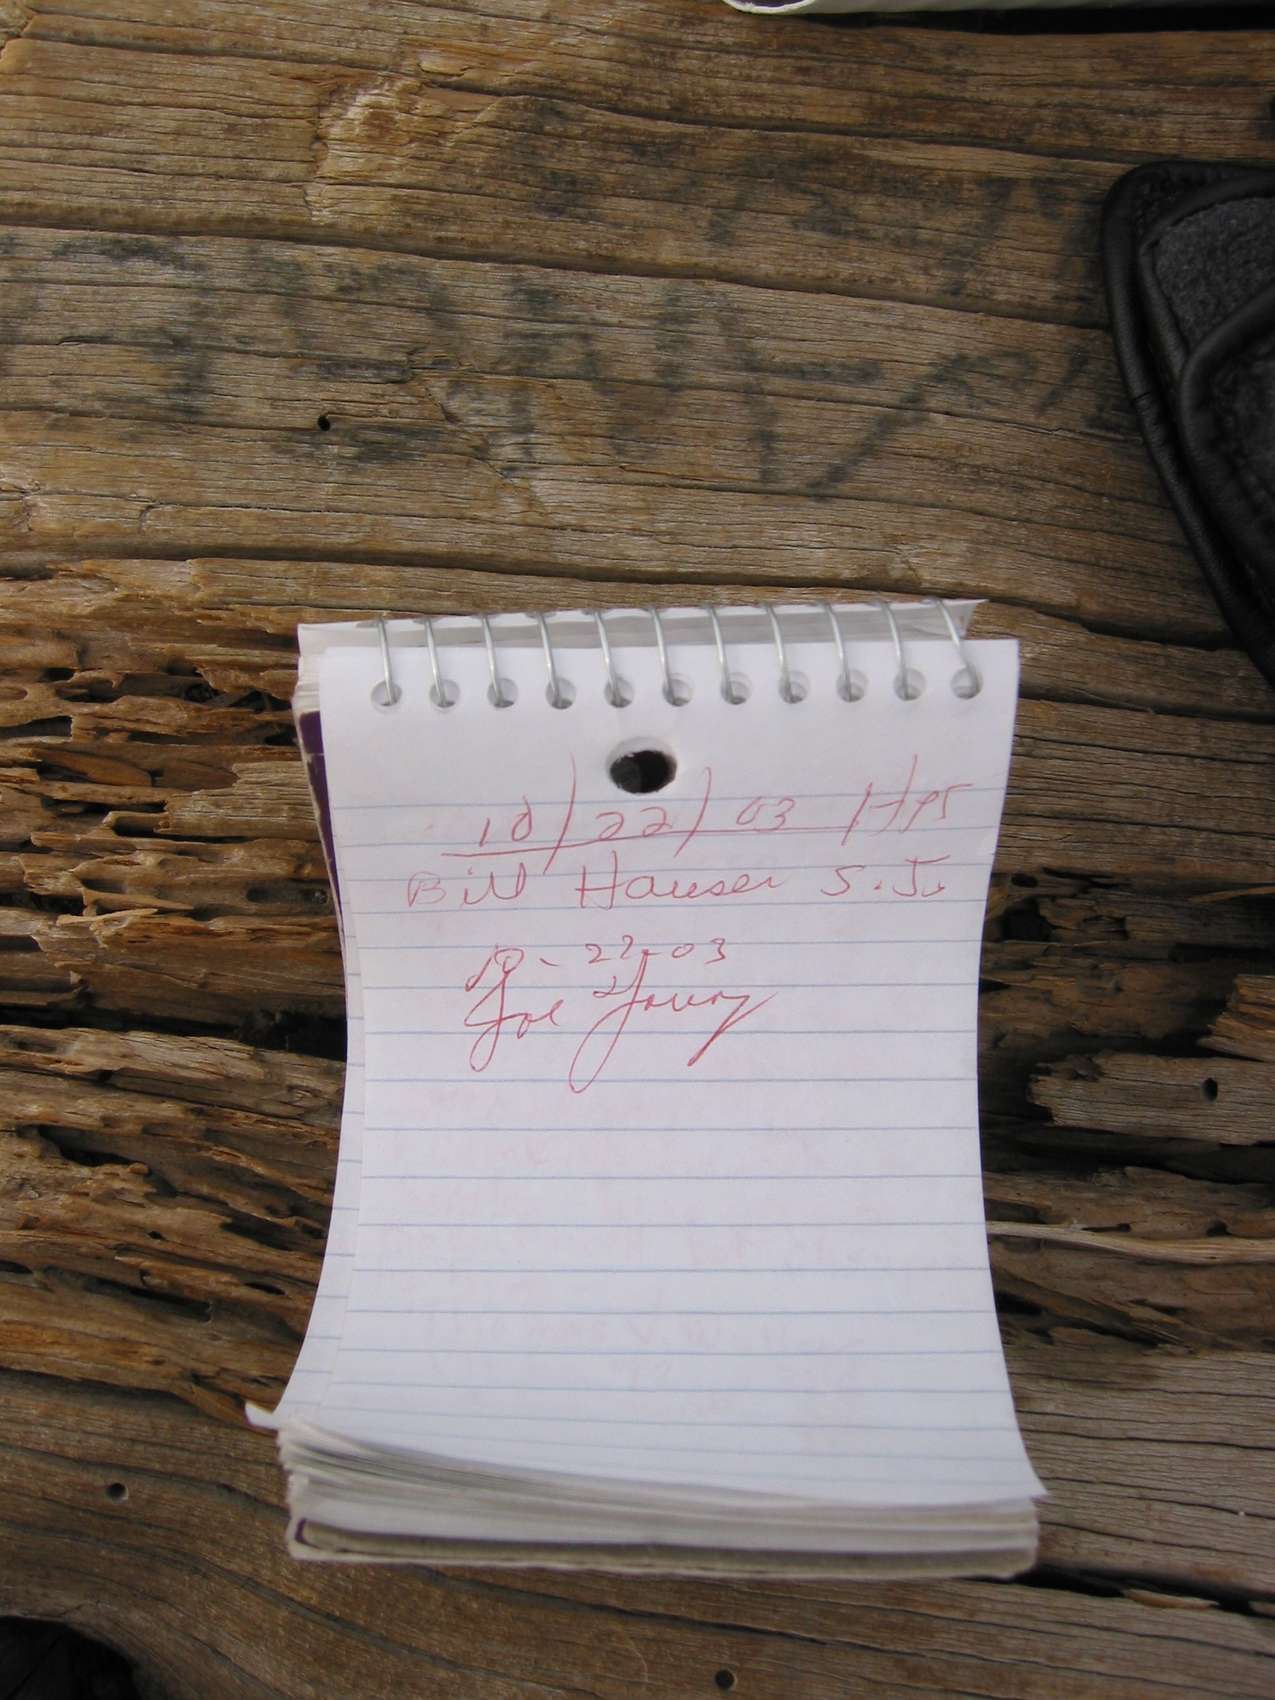 10/22/03 HPS
Bill Hauser S.J.
10-22-03
Joe Young